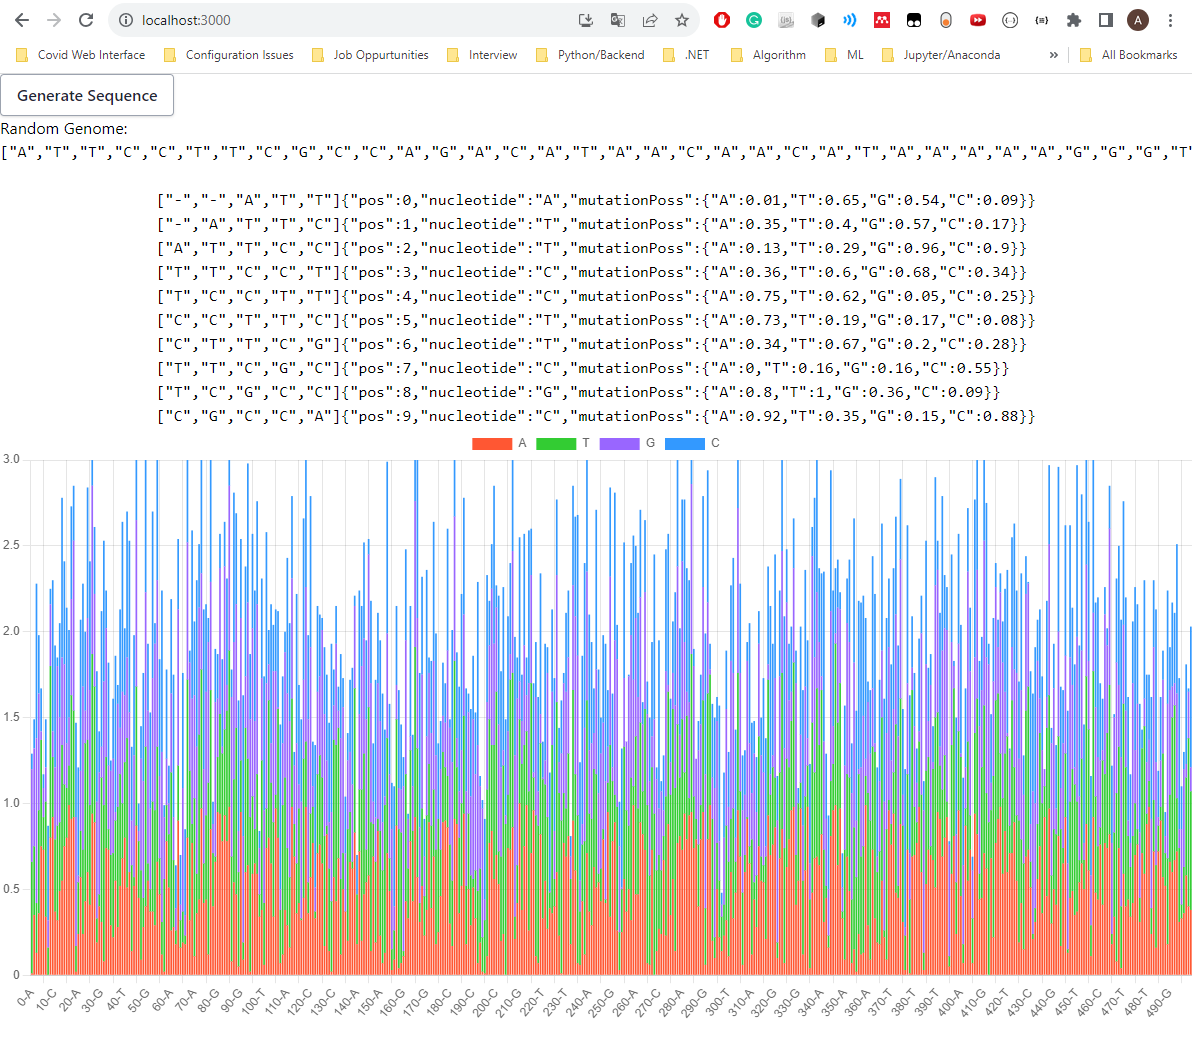 localhost:3000
A
Covid Web Interface
Configuration Issues
Job Oppurtunities
Interview
Python/Backend
.NET
Algorithm
ML
Jupyter/Anaconda
»
All Bookmarks
Generate Sequence
Random Genome:
["A","T","T","C","C","T","T","C","G","C","C","A","G","A","C","A","T","A","A","C","A","A","C","A","T","A","A","A","A","A","G","G","G","T"
["-","-","A","T","T"]{"pos":0,"nucleotide":"A","mutationPoss":{"A":0.01,"T":0.65,"G":0.54,"C":0.09}}
["-","A","T","T","C"]{"pos":1,"nucleotide":"T","mutationPoss":{"A":0.35,"T":0.4,"G":0.57,"C":0.17}}
["A","T","T","C","C"]{"pos":2,"nucleotide":"T","mutationPoss":{"A":0.13,"T":0.29,"G":0.96,"C":0.9}}
["T","T","C","C","T"]{"pos":3,"nucleotide":"C","mutationPoss":{"A":0.36,"T":0.6,"G":0.68,"C":0.34}}
["T","C","C","T","T"]{"pos":4,"nucleotide":"C","mutationPoss":{"A":0.75,"T":0.62,"G":0.05,"C":0.25}}
["C","C","T","T","C"]{"pos":5,"nucleotide":"T","mutationPoss":{"A":0.73,"T":0.19,"G":0.17,"C":0.08}}
["C","T","T","C","G"]{"pos":6,"nucleotide":"T","mutationPoss":{"A":0.34,"T":0.67,"G":0.2,"C":0.28}}
["T","T","C","G","C"]{"pos":7,"nucleotide":"C","mutationPoss":{"A":0,"T":0.16,"G":0.16,"C":0.55}}
["T","C","G","C","C"]{"pos":8,"nucleotide":"G","mutationPoss":{"A":0.8,"T":1,"G":0.36,"C":0.09}}
["C","G","C","C","A"]{"pos":9,"nucleotide":"C","mutationPoss":{"A":0.92,"T":0.35,"G":0.15,"C":0.88}}
A T G C
3.0
2.5
2.0
1.5
1.0
0.5
0
0-A 10-C 20-A 30-G 40-T 50-G 60-A 70-A 80-G 90-G 100-T 110-A 120-C 130-C 140-A 150-A 160-G 170-G 180-C 190-C 200-C 210-G 220-T 230-T 240-A 250-G 260-A 270-C 280-A 290-G 300-T 310-A 320-A 330-G 340-A 350-A 360-A 370-T 380-A 390-T 400-A 410-G 420-T 430-C 440-G 450-T 460-C 470-T 480-T 490-G